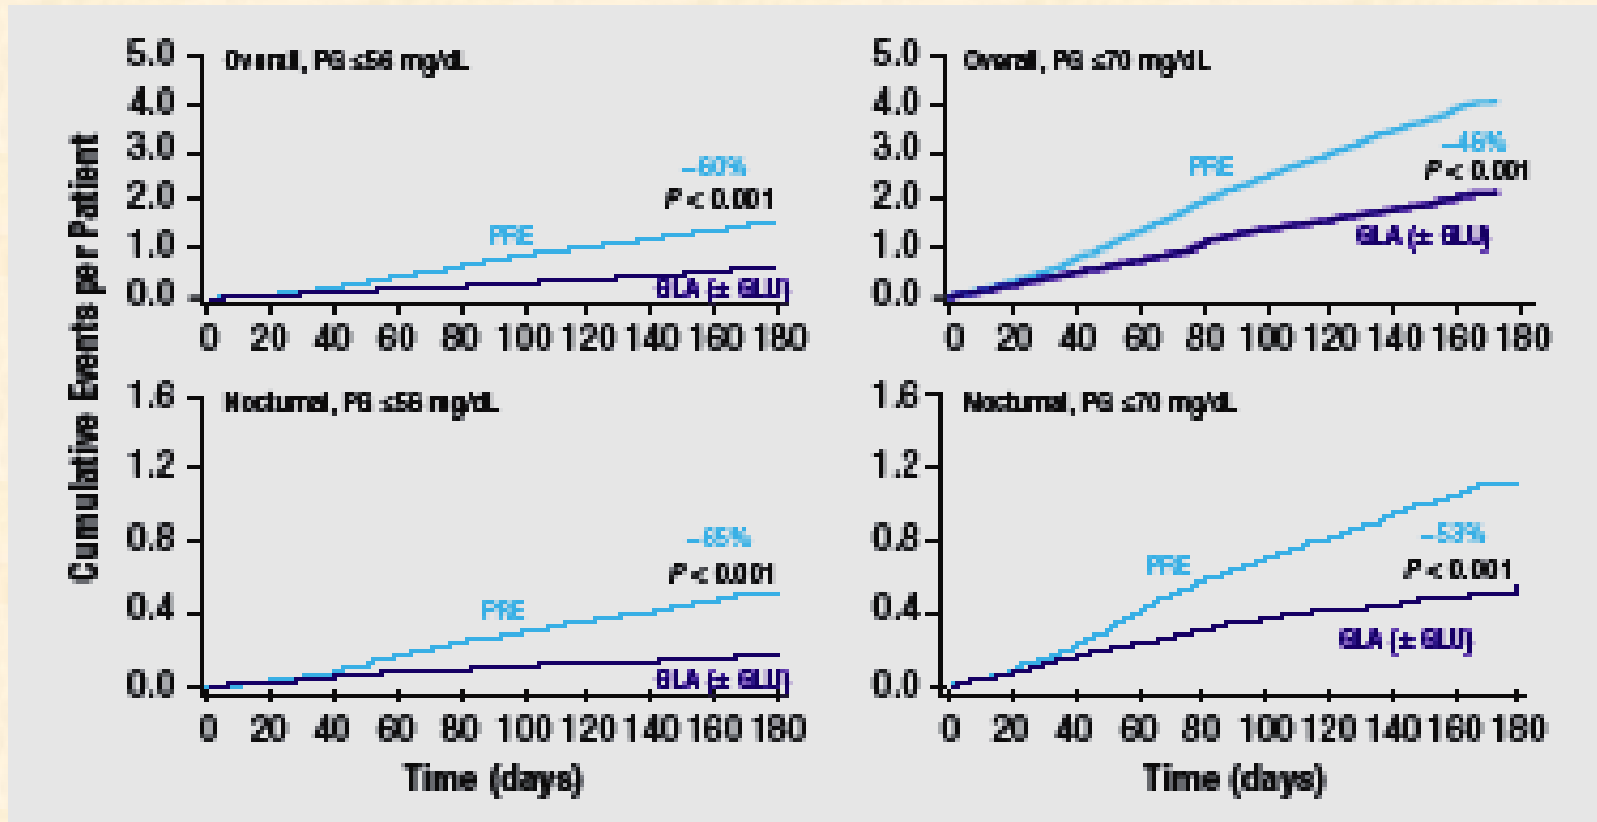 Cumulative Events per Patient
Overall, PG ≤56 mg/dL
5.0
4.0
3.0
2.0
1.0
0.0
–60%
P < 0.001
PRE
GLA (± GLU)
0 20 40 60 80 100 120 140 160 180
Overall, PG ≤70 mg/dL
5.0
4.0
3.0
2.0
1.0
0.0
PRE
–46%
P < 0.001
GLA (± GLU)
0 20 40 60 80 100 120 140 160 180
Nocturnal, PG ≤56 mg/dL
1.6
1.2
0.8
0.4
0.0
–65%
P < 0.001
PRE
GLA (± GLU)
0 20 40 60 80 100 120 140 160 180
Time (days)
Nocturnal, PG ≤70 mg/dL
1.6
1.2
0.8
0.4
0.0
PRE
–53%
P < 0.001
GLA (± GLU)
0 20 40 60 80 100 120 140 160 180
Time (days)